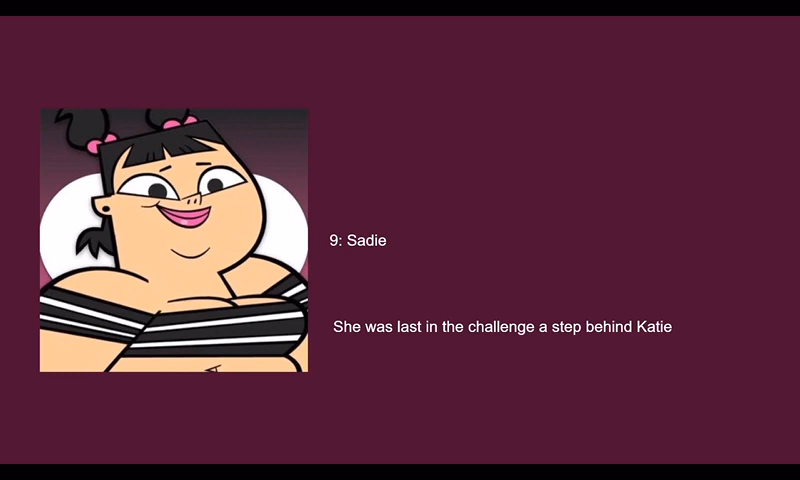 9: Sadie
She was last in the challenge a step behind Katie